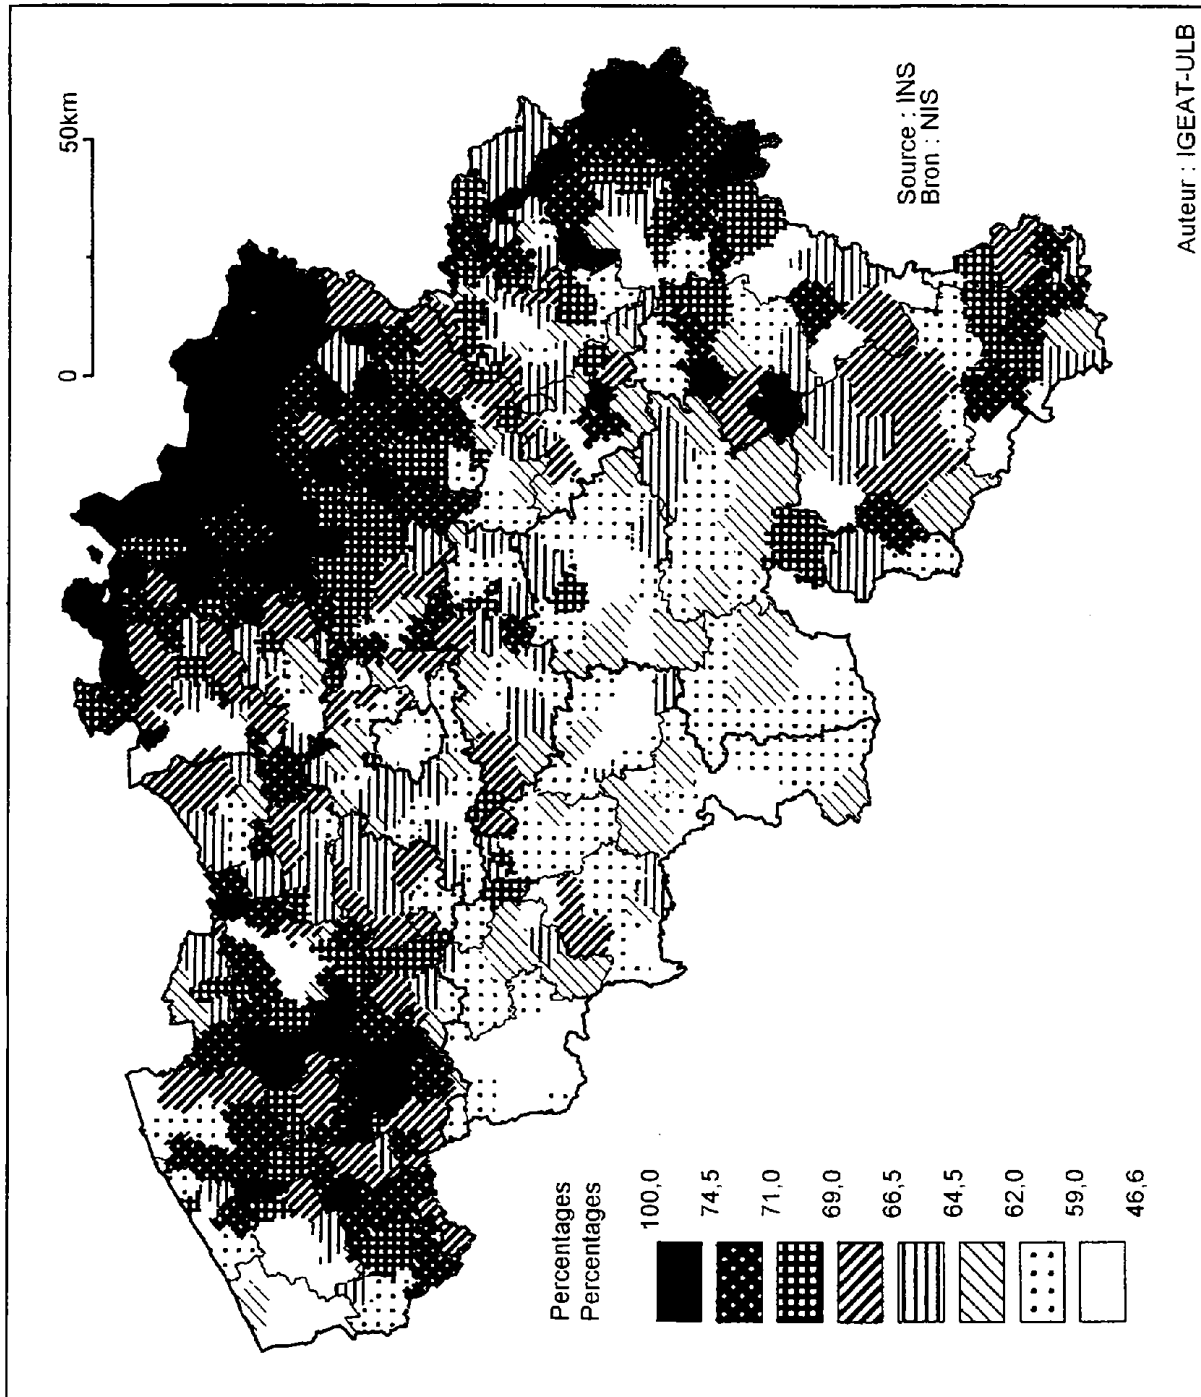 0 50km
Source : INS
Bron : NIS
Auteur : IGEAT-ULB
Percentages
Percentages
100,0
74,5
71,0
69,0
66,5
64,5
62,0
59,0
46,6